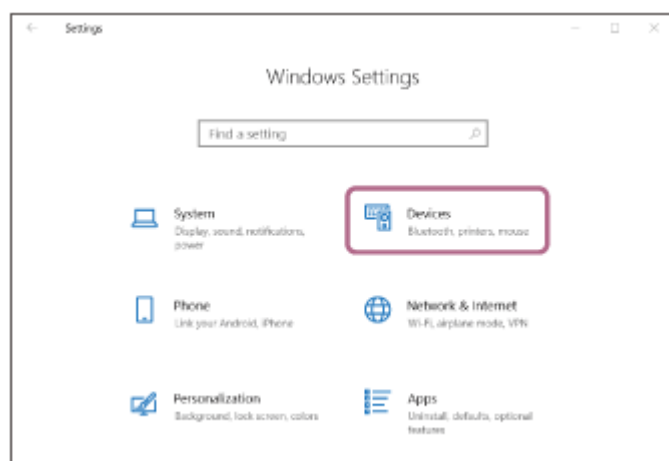 Settings
Windows Settings
Find a setting
System
Display, sound, notifications,
power
Devices
Bluetooth, printers, mouse
Phone
Link your Android, iPhone
Network & Internet
Wi-Fi, airplane mode, VPN
Personalization
Background, lock screen, colors
Apps
Uninstall, defaults, optional
features